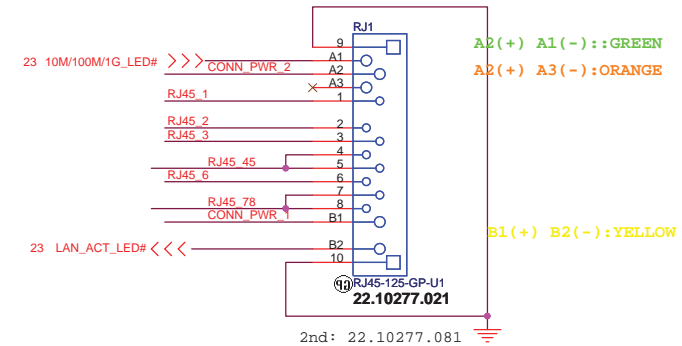 RJ1
9
23 10M/100M/1G_LED# A1
CONN_PWR_2 A2
A3
RJ45_1 1
RJ45_2 2
RJ45_3 3
4
RJ45_45 5
RJ45_6 6
7
RJ45_78 8
CONN_PWR_1 B1
23 LAN_ACT_LED# B2
10
A2(+) A1(-)::GREEN
A2(+) A3(-):ORANGE
B1(+) B2(-):YELLOW
RJ45-125-GP-U1
22.10277.021
2nd: 22.10277.081